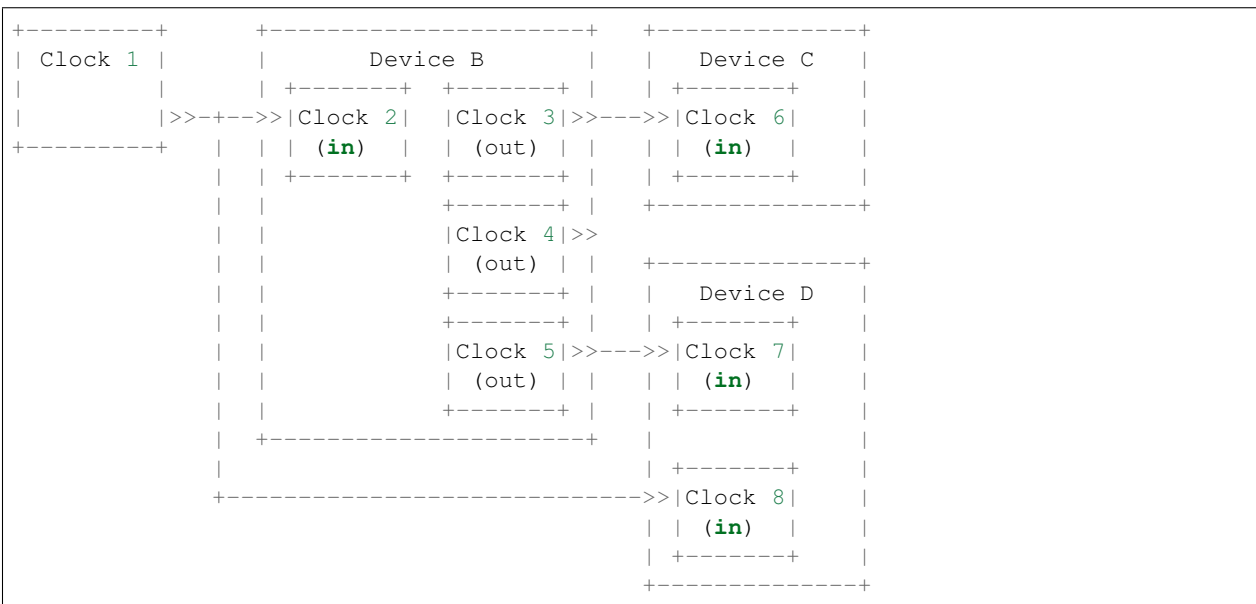 +---------+      +----------------------+   +--------------+
| Clock 1 |      |       Device B       |   |   Device C   |
|         |      | +-------+  +-------+ |   | +-------+    |
|         |>>-+-->>|Clock 2|  |Clock 3|>>--->>|Clock 6|    |
+---------+   |  | | (in)  |  | (out) | |   | | (in)  |    |
              |  | +-------+  +-------+ |   | +-------+    |
              |  |            +-------+ |   +--------------+
              |  |            |Clock 4|>>
              |  |            | (out) | |   +--------------+
              |  |            +-------+ |   |   Device D   |
              |  |            +-------+ |   | +-------+    |
              |  |            |Clock 5|>>--->>|Clock 7|    |
              |  |            | (out) | |   | | (in)  |    |
              |  |            +-------+ |   | +-------+    |
              |  +----------------------+   |              |
              |                             | +-------+    |
              +----------------------------->>|Clock 8|    |
                                            | | (in)  |    |
                                            | +-------+    |
                                            +--------------+